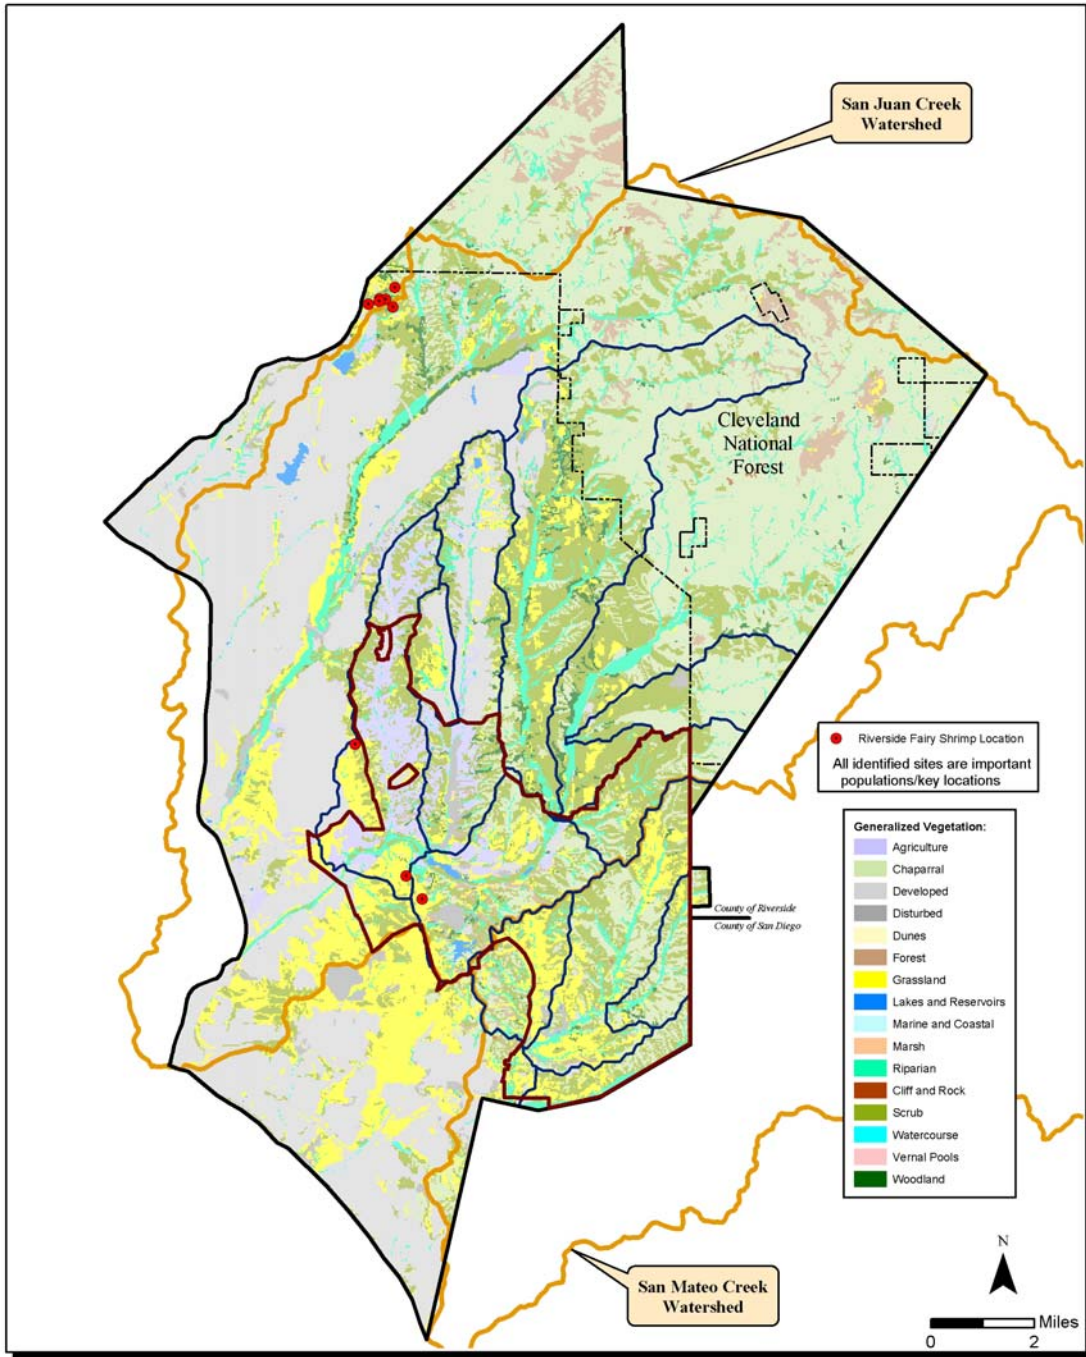 San Juan Creek
Watershed
Cleveland
National
Forest
Riverside Fairy Shrimp Location
All identified sites are important
populations/key locations
Generalized Vegetation:
Agriculture
Chaparral
Developed
Disturbed
Dunes
Forest
Grassland
Lakes and Reservoirs
Marine and Coastal
Marsh
Riparian
Cliff and Rock
Scrub
Watercourse
Vernal Pools
Woodland
County of Riverside
County of San Diego
San Mateo Creek
Watershed
N
Miles
0 2